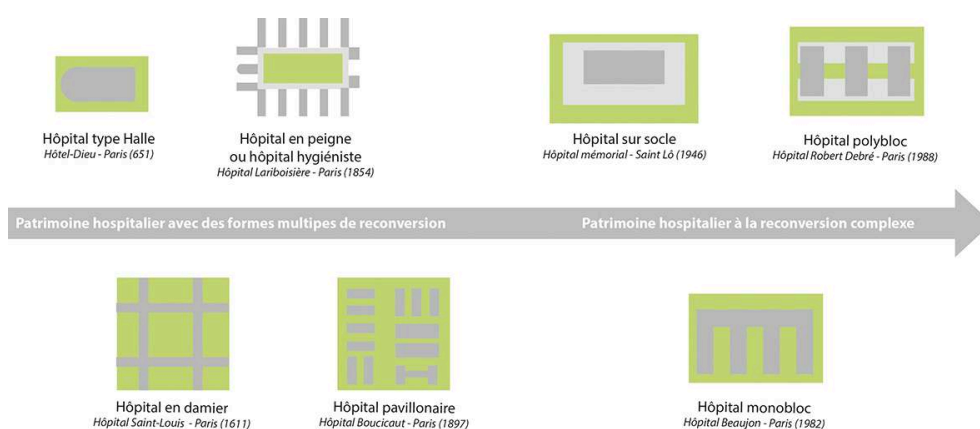 Hôpital type Halle
Hôtel-Dieu - Paris (651)
Hôpital en peigne
ou hôpital hygiéniste
Hôpital Lariboisière - Paris (1854)
Hôpital sur socle
Hôpital mémorial - Saint Lô (1946)
Hôpital polybloc
Hôpital Robert Debré - Paris (1988)
Patrimoine hospitalier avec des formes multipes de reconversion
Patrimoine hospitalier à la reconversion complexe
Hôpital en damier
Hôpital Saint-Louis - Paris (1611)
Hôpital pavillonaire
Hôpital Boucicaut - Paris (1897)
Hôpital monobloc
Hôpital Beaujon - Paris (1982)